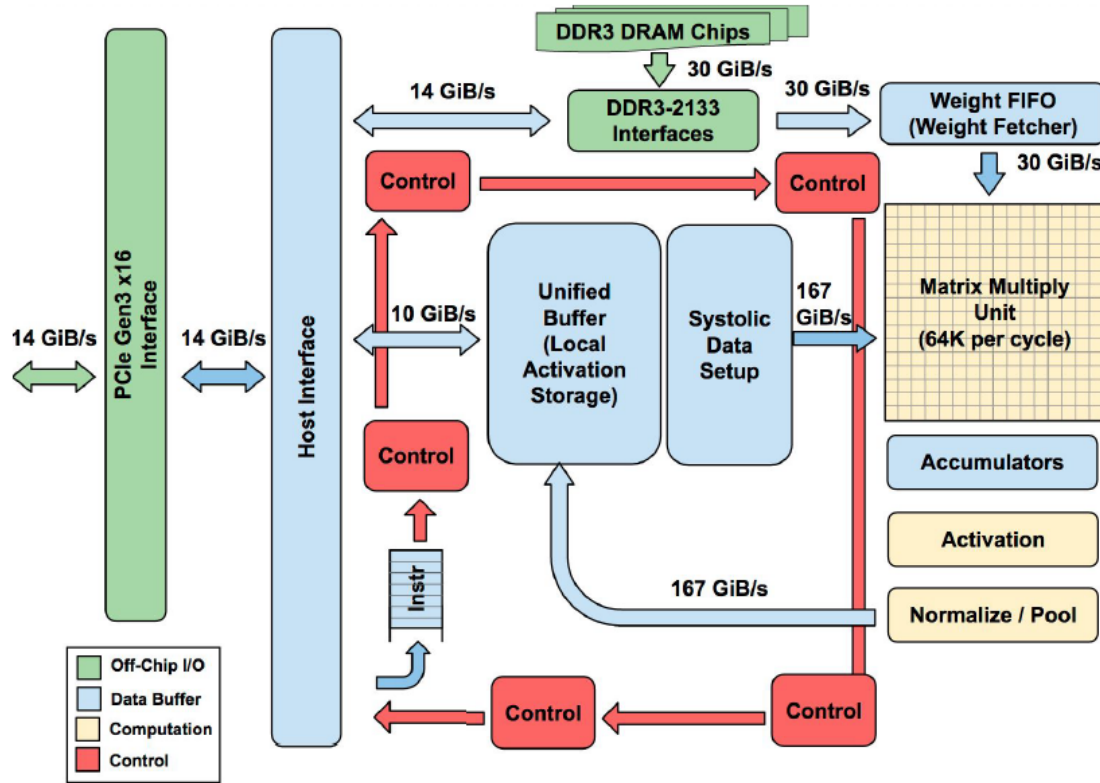 DDR3 DRAM Chips
30 GiB/s
14 GiB/s
30 GiB/s
DDR3-2133
Interfaces
Weight FIFO
(Weight Fetcher)
30 GiB/s
Control
Control
PCIe Gen3 x16
Interface
Host Interface
14 GiB/s
14 GiB/s
10 GiB/s
Unified
Buffer
(Local
Activation
Storage)
Systolic
Data
Setup
167
GiB/s
Matrix Multiply
Unit
(64K per cycle)
Control
Accumulators
Activation
Instr
167 GiB/s
Normalize / Pool
Off-Chip I/O
Data Buffer
Computation
Control
Control
Control